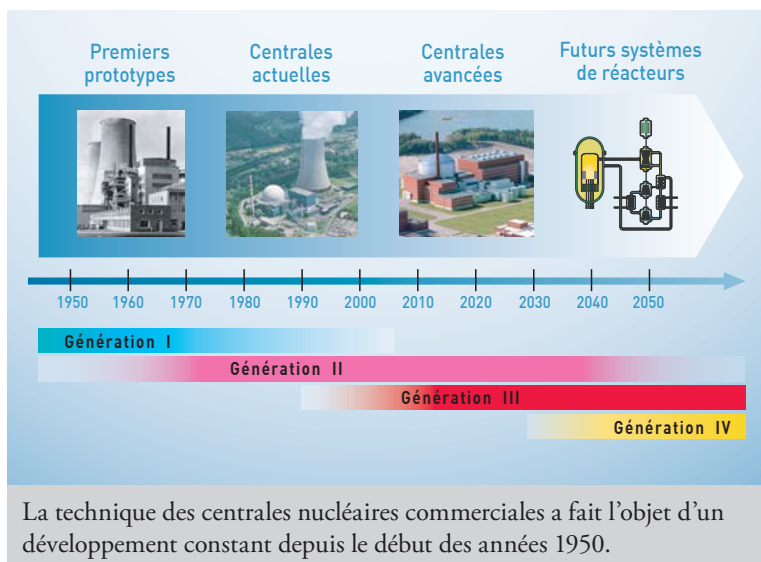 Premiers
prototypes
Centrales
actuelles
Centrales
avancées
Futurs systèmes
de réacteurs
1950 1960 1970 1980 1990 2000 2010 2020 2030 2040 2050
Génération I
Génération II
Génération III
Génération IV
La technique des centrales nucléaires commerciales a fait l’objet d’un
développement constant depuis le début des années 1950.